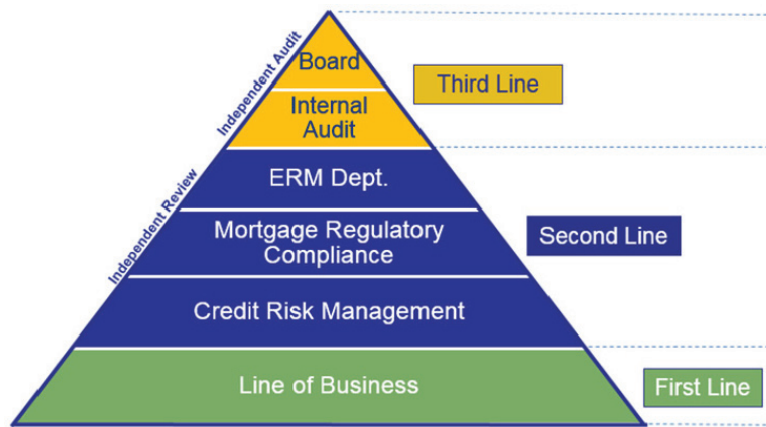 Independent Audit
Board
Third Line
Internal
Audit
Independent Review
ERM Dept.
Mortgage Regulatory
Compliance
Second Line
Credit Risk Management
Line of Business
First Line